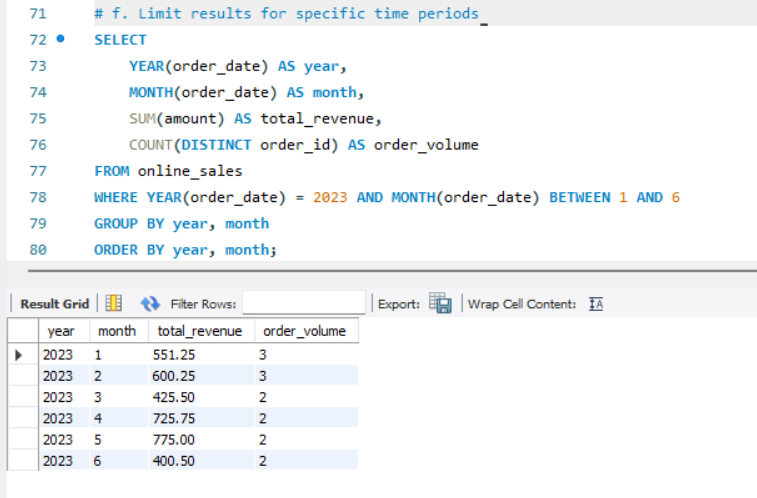 71 # f. Limit results for specific time periods
72 SELECT
73 YEAR(order_date) AS year,
74 MONTH(order_date) AS month,
75 SUM(amount) AS total_revenue,
76 COUNT(DISTINCT order_id) AS order_volume
77 FROM online_sales
78 WHERE YEAR(order_date) = 2023 AND MONTH(order_date) BETWEEN 1 AND 6
79 GROUP BY year, month
80 ORDER BY year, month;
Result Grid Filter Rows: Export: Wrap Cell Content: IA
year month total_revenue order_volume
2023 1 551.25 3
2023 2 600.25 3
2023 3 425.50 2
2023 4 725.75 2
2023 5 775.00 2
2023 6 400.50 2